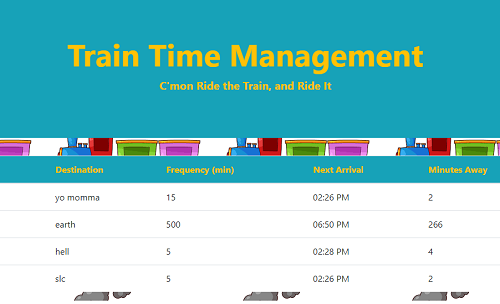 Train Time Management
C'mon Ride the Train, and Ride It
Destination Frequency (min) Next Arrival Minutes Away
yo momma 15 02:26 PM 2
earth 500 06:50 PM 266
hell 5 02:28 PM 4
slc 5 02:26 PM 2